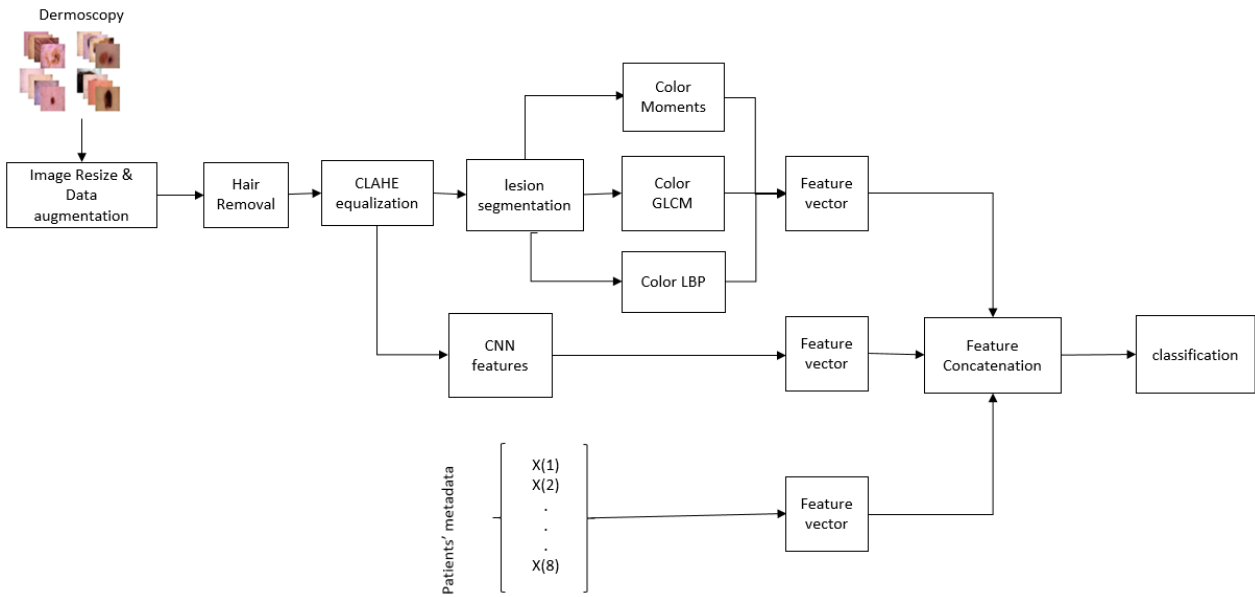 Dermoscopy
Image Resize &
Data
augmentation
Hair
Removal
CLAHE
equalization
lesion
segmentation
Color
Moments
Color
GLCM
Color LBP
Feature
vector
CNN
features
Feature
vector
Feature
Concatenation
classification
Patients' metadata
X(1)
X(2)
.
.
.
X(8)
Feature
vector